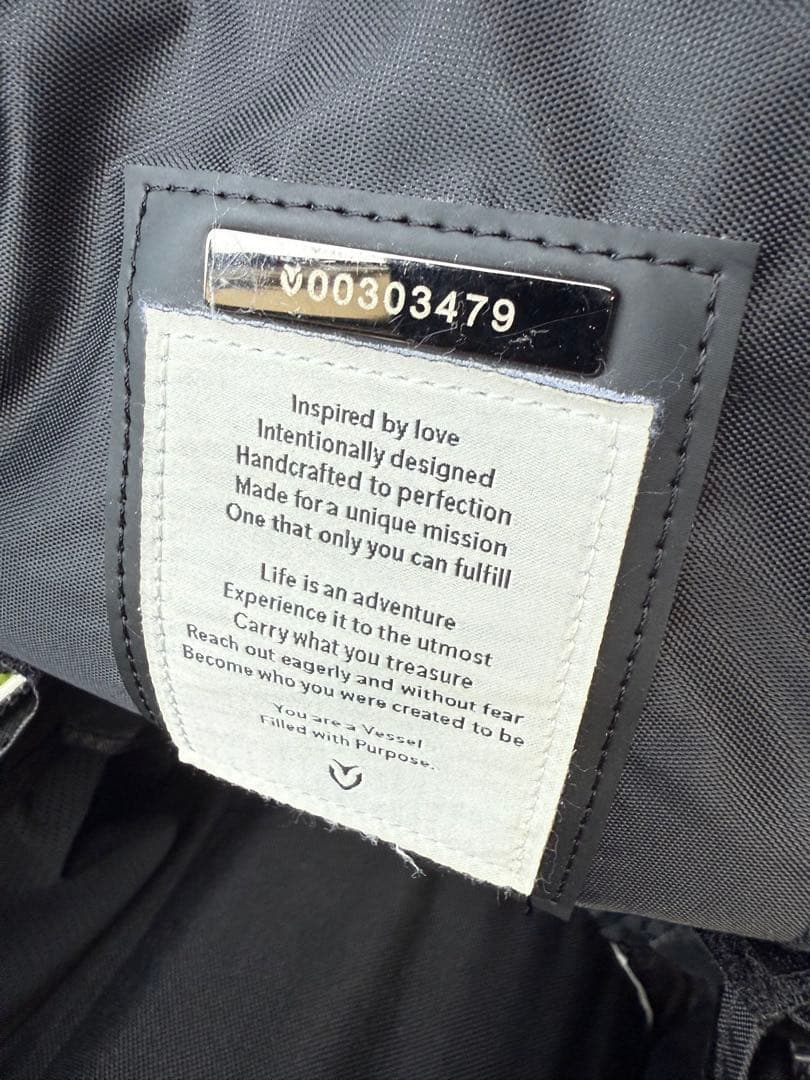 00303479
Inspired by love
Intentionally designed
Handcrafted to perfection
Made for a unique mission
One that only you can fulfill
Life is an adventure
Experience it to the utmost
Carry what you treasure
Reach out eagerly and without fear
Become who you were created to be
You are a Vessel
Filled with Purpose.